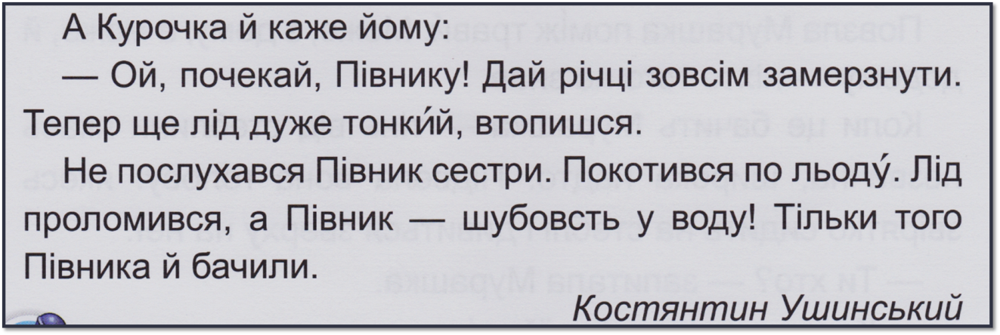 А Курочка й каже йому:
— Ой, почекай, Півнику! Дай річці зовсім замерзнути.
Тепер ще лід дуже тонки́й, втопишся.
Не послухався Півник сестри. Покотився по льоду́. Лід
проломився, а Півник — шубовсть у воду! Тільки того
Півника й бачили.
Костянтин Ушинський